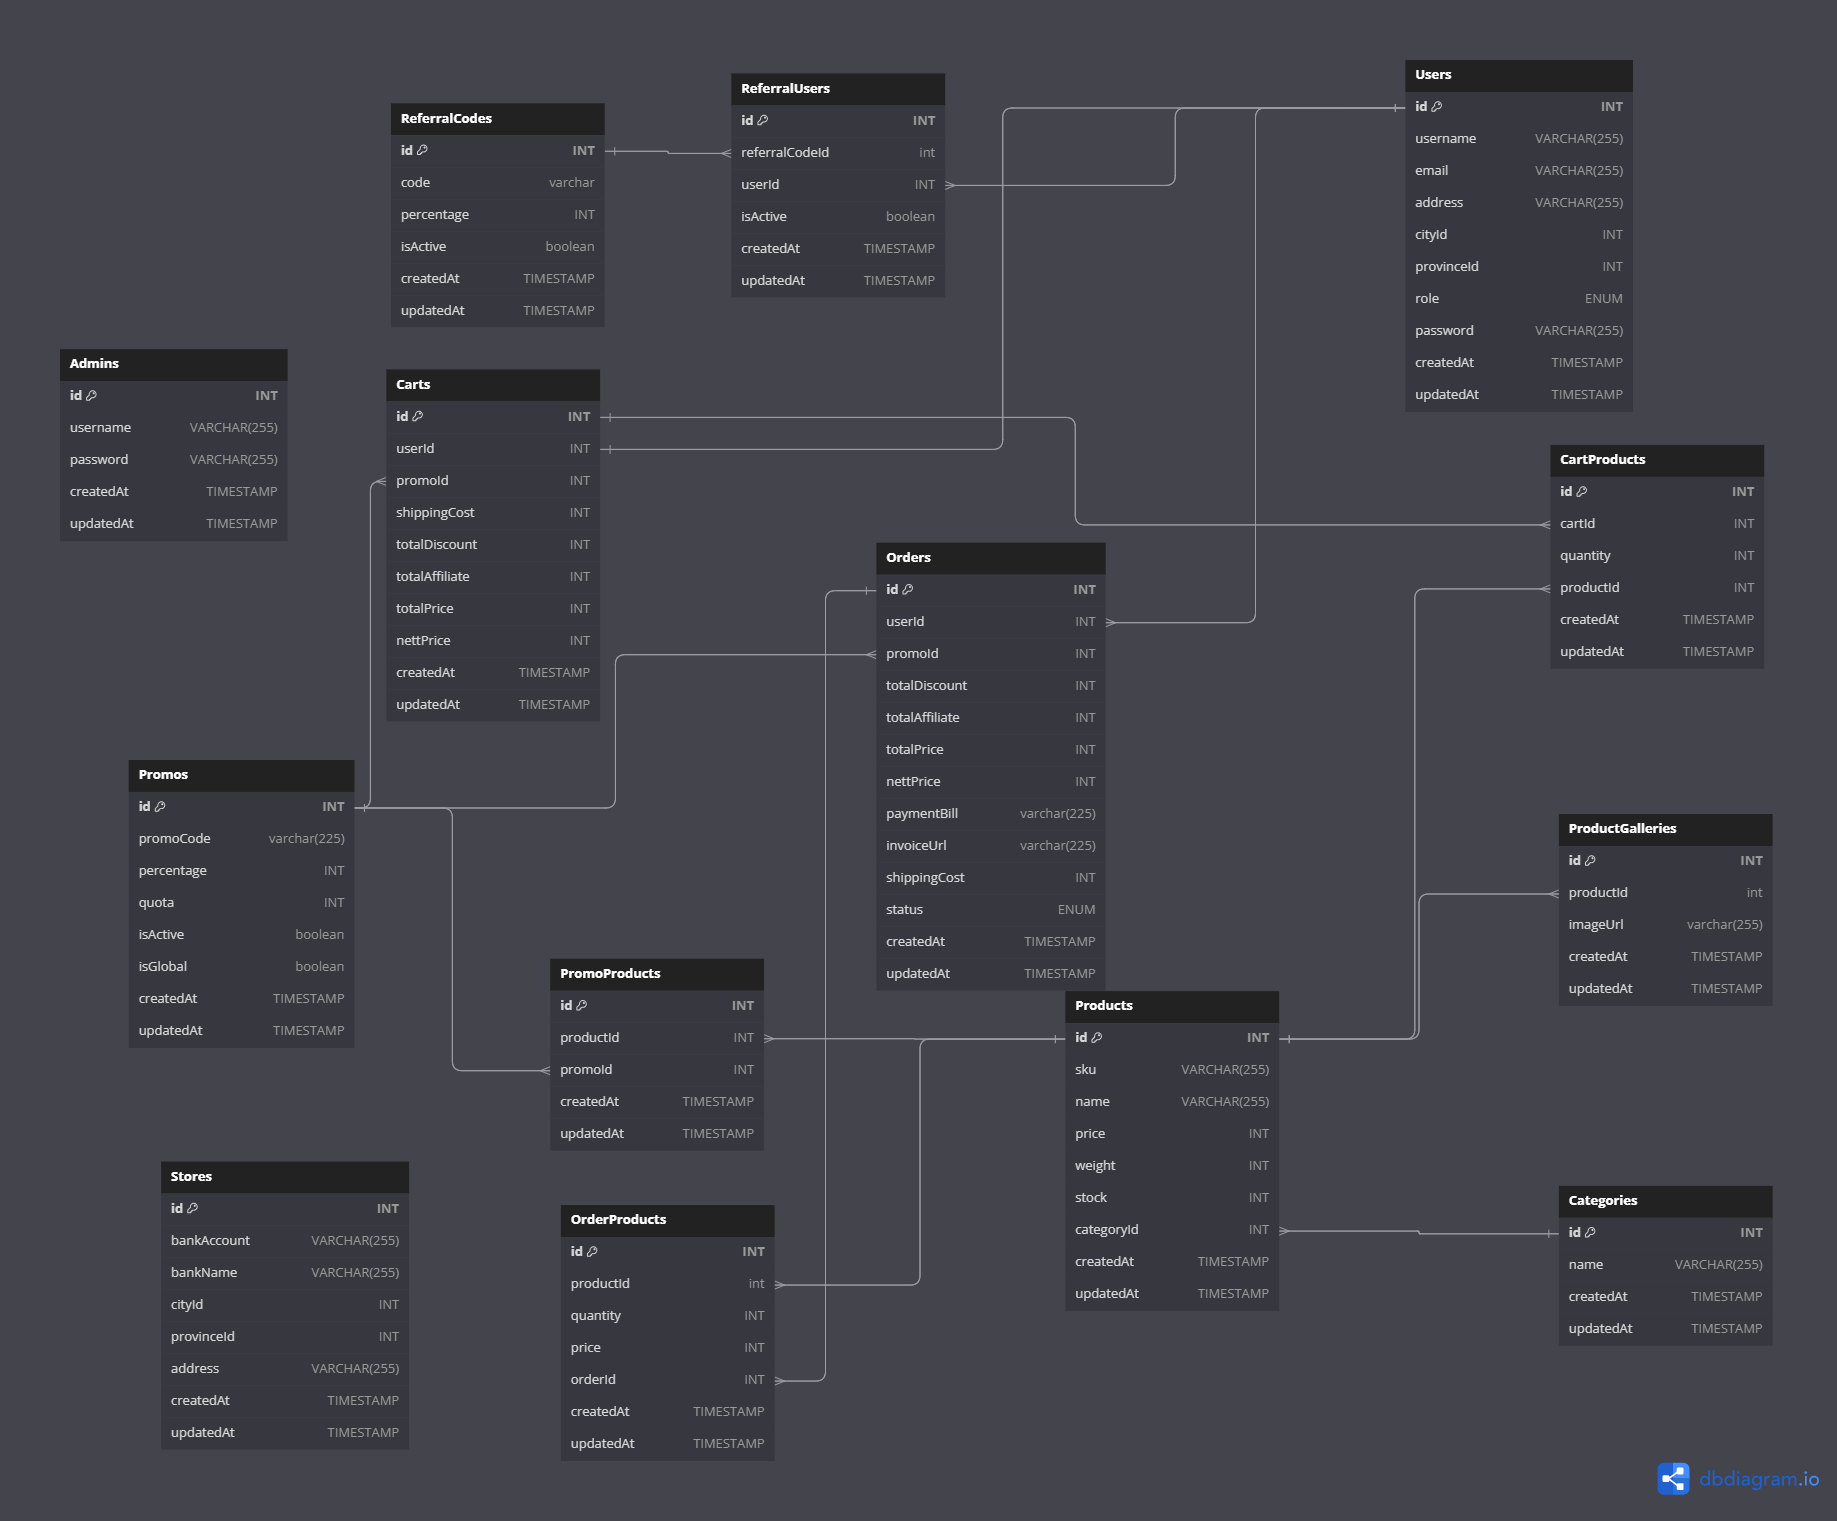 Users
id INT
username VARCHAR(255)
email VARCHAR(255)
address VARCHAR(255)
cityId INT
provinceId INT
role ENUM
password VARCHAR(255)
createdAt TIMESTAMP
updatedAt TIMESTAMP
ReferralUsers
id INT
referralCodeId int
userId INT
isActive boolean
createdAt TIMESTAMP
updatedAt TIMESTAMP
ReferralCodes
id INT
code varchar
percentage INT
isActive boolean
createdAt TIMESTAMP
updatedAt TIMESTAMP
Admins
id INT
username VARCHAR(255)
password VARCHAR(255)
createdAt TIMESTAMP
updatedAt TIMESTAMP
Carts
id INT
userId INT
promoId INT
shippingCost INT
totalDiscount INT
totalAffiliate INT
totalPrice INT
nettPrice INT
createdAt TIMESTAMP
updatedAt TIMESTAMP
CartProducts
id INT
cartId INT
quantity INT
productId INT
createdAt TIMESTAMP
updatedAt TIMESTAMP
Orders
id INT
userId INT
promoId INT
totalDiscount INT
totalAffiliate INT
totalPrice INT
nettPrice INT
paymentBill varchar(225)
invoiceUrl varchar(225)
shippingCost INT
status ENUM
createdAt TIMESTAMP
updatedAt TIMESTAMP
Promos
id INT
promoCode varchar(225)
percentage INT
quota INT
isActive boolean
isGlobal boolean
createdAt TIMESTAMP
updatedAt TIMESTAMP
ProductGalleries
id INT
productId int
imageUrl varchar(255)
createdAt TIMESTAMP
updatedAt TIMESTAMP
PromoProducts
id INT
productId INT
promoId INT
createdAt TIMESTAMP
updatedAt TIMESTAMP
Products
id INT
sku VARCHAR(255)
name VARCHAR(255)
price INT
weight INT
stock INT
categoryId INT
createdAt TIMESTAMP
updatedAt TIMESTAMP
Stores
id INT
bankAccount VARCHAR(255)
bankName VARCHAR(255)
cityId INT
provinceId INT
address VARCHAR(255)
createdAt TIMESTAMP
updatedAt TIMESTAMP
OrderProducts
id INT
productId int
quantity INT
price INT
orderId INT
createdAt TIMESTAMP
updatedAt TIMESTAMP
Categories
id INT
name VARCHAR(255)
createdAt TIMESTAMP
updatedAt TIMESTAMP
dbdiagram.io